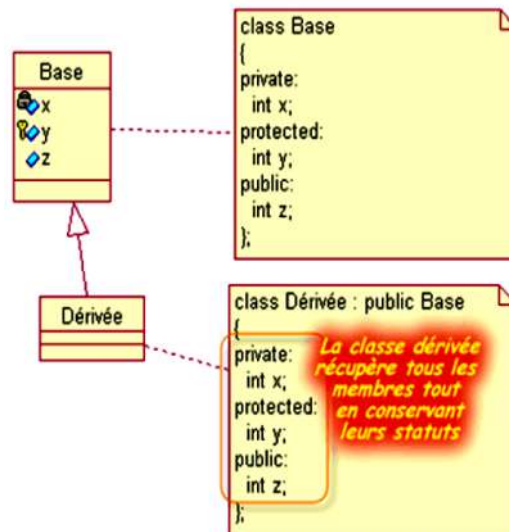 Base
x
y
z
class Base
{
private:
int x;
protected:
int y;
public:
int z;
};
Dérivée
class Dérivée : public Base
{
private:
int x;
protected:
int y;
public:
int z;
};
La classe dérivée
récupère tous les
membres tout
en conservant
leurs statuts